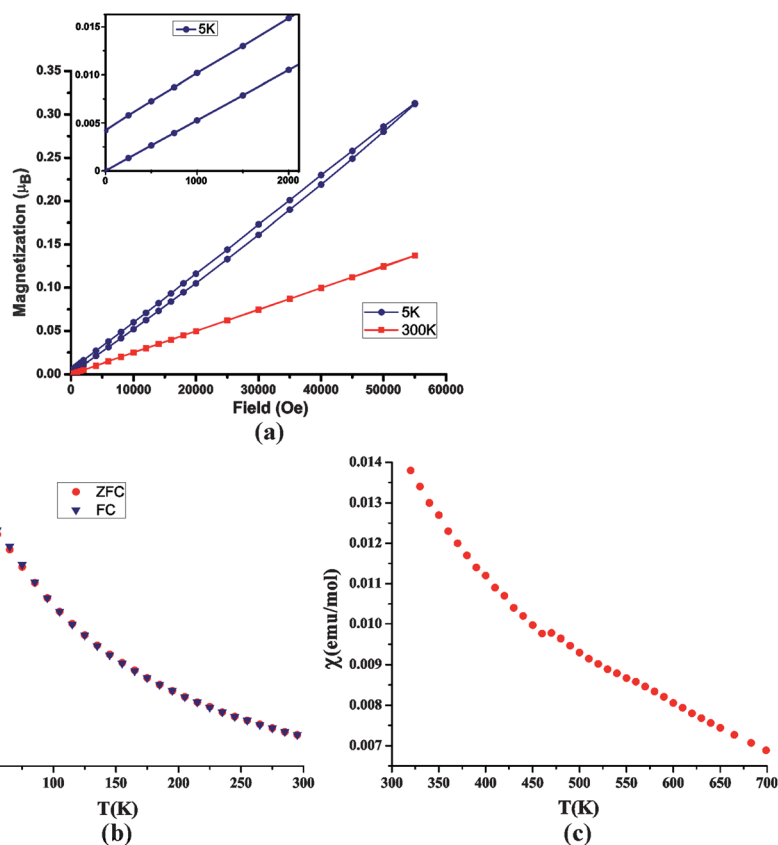 5K
0.015
0.010
0.005
0
0 1000 2000
0.35
0.30
0.25
0.20
0.15
0.10
0.05
0.00
Magnetization (μB)
5K
300K
0 10000 20000 30000 40000 50000 60000
Field (Oe)
(a)
ZFC
FC
100 150 200 250 300
T(K)
(b)
0.014
0.013
0.012
0.011
0.010
0.009
0.008
0.007
χ(emu/mol)
300 350 400 450 500 550 600 650 700
T(K)
(c)